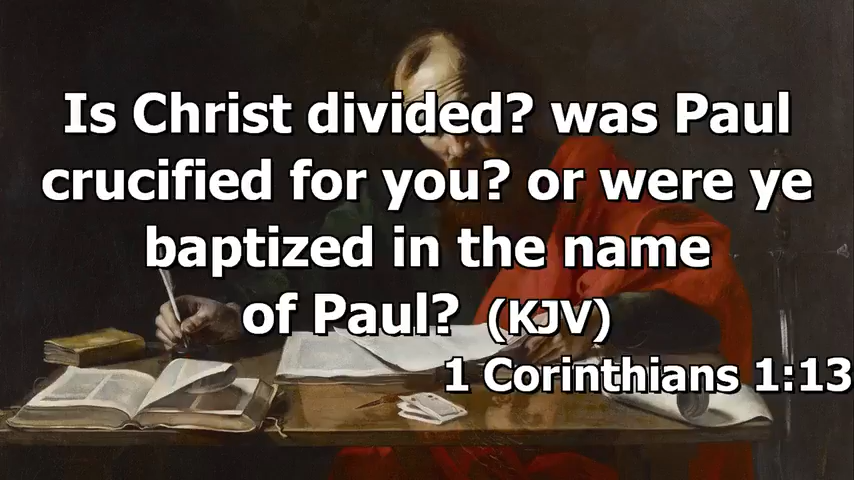 Is Christ divided? was Paul
crucified for you? or were ye
baptized in the name
of Paul? (KJV)
1 Corinthians 1:13